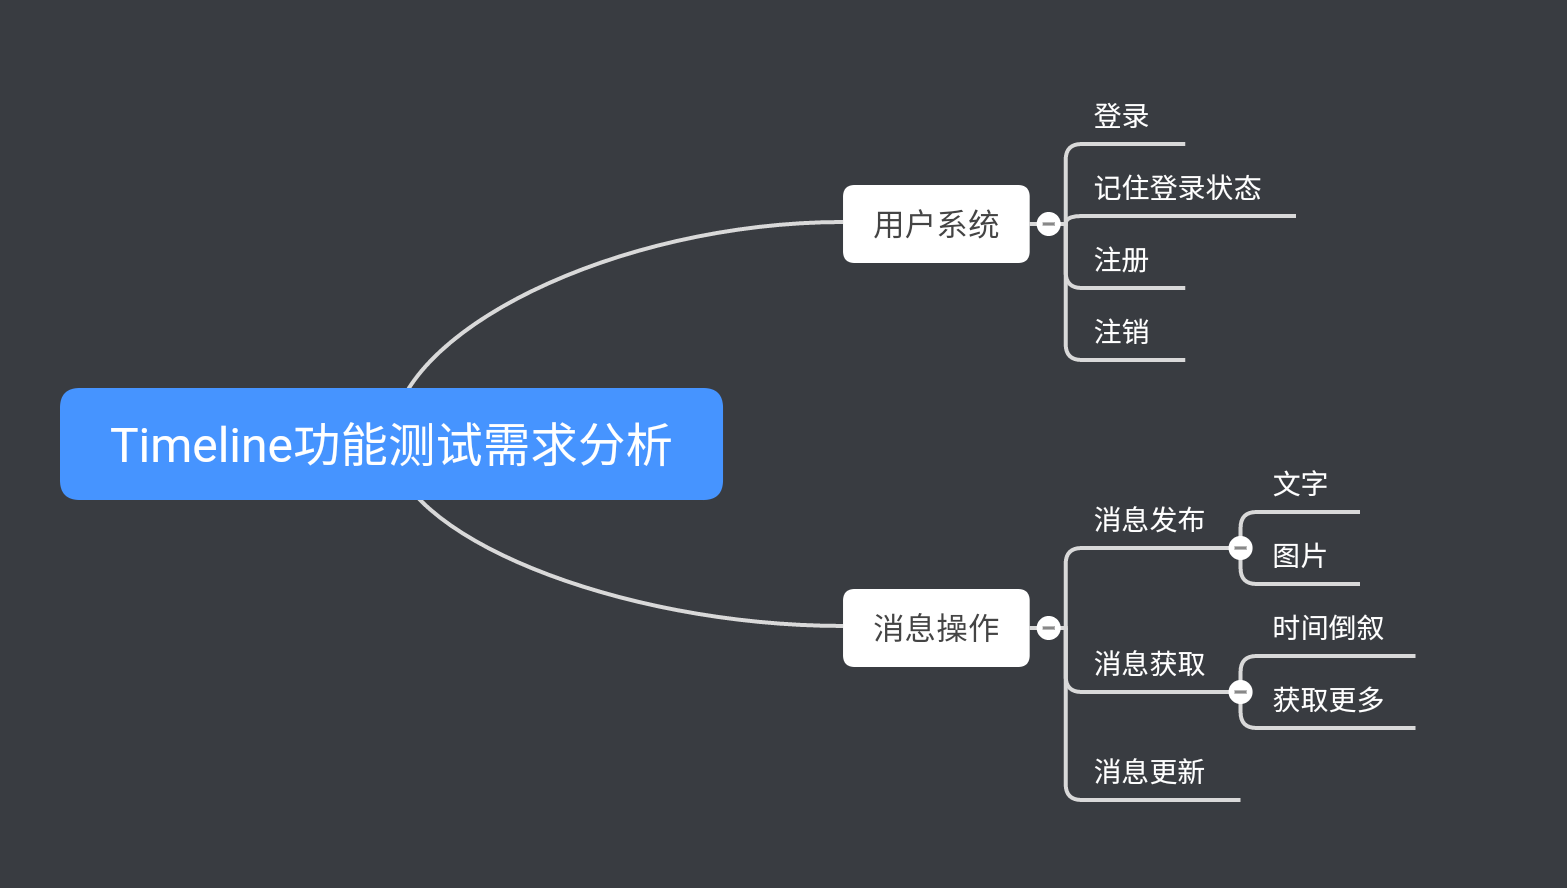 Timeline功能测试需求分析
用户系统
登录
记住登录状态
注册
注销
消息操作
消息发布
文字
图片
消息获取
时间倒叙
获取更多
消息更新